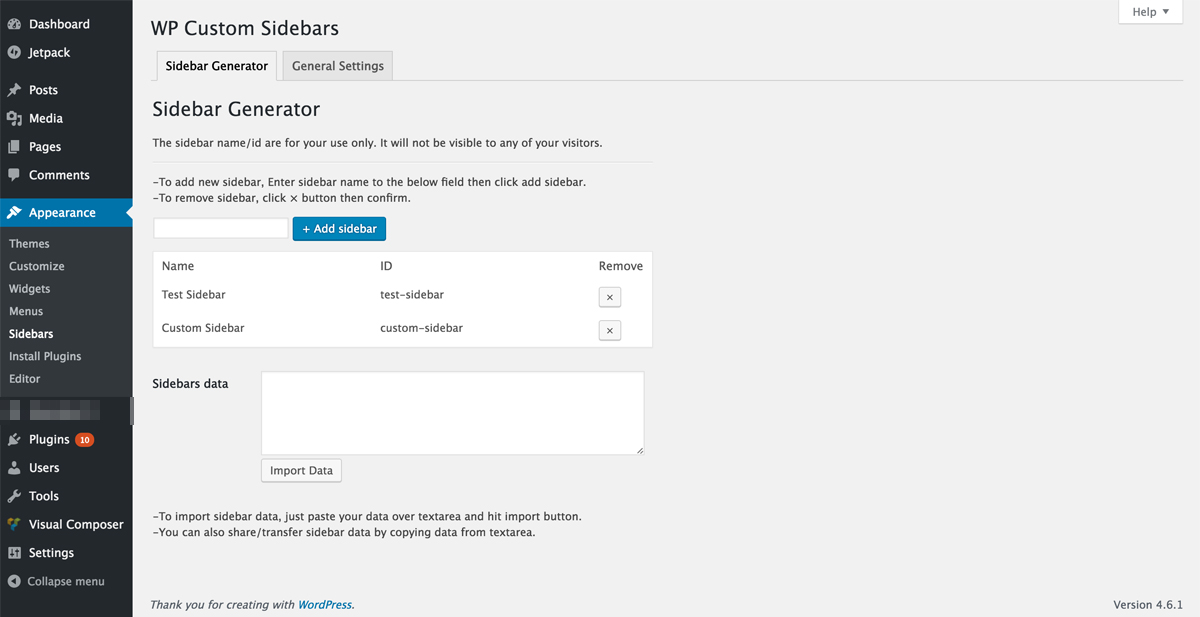 Dashboard
Jetpack
Posts
Media
Pages
Comments
Appearance
Themes
Customize
Widgets
Menus
Sidebars
Install Plugins
Editor
Plugins 10
Users
Tools
Visual Composer
Settings
Collapse menu
Help ▼
WP Custom Sidebars
Sidebar Generator General Settings
Sidebar Generator
The sidebar name/id are for your use only. It will not be visible to any of your visitors.
-To add new sidebar, Enter sidebar name to the below field then click add sidebar.
-To remove sidebar, click × button then confirm.
+ Add sidebar
Name ID Remove
Test Sidebar test-sidebar ×
Custom Sidebar custom-sidebar ×
Sidebars data
Import Data
-To import sidebar data, just paste your data over textarea and hit import button.
-You can also share/transfer sidebar data by copying data from textarea.
Thank you for creating with WordPress. Version 4.6.1